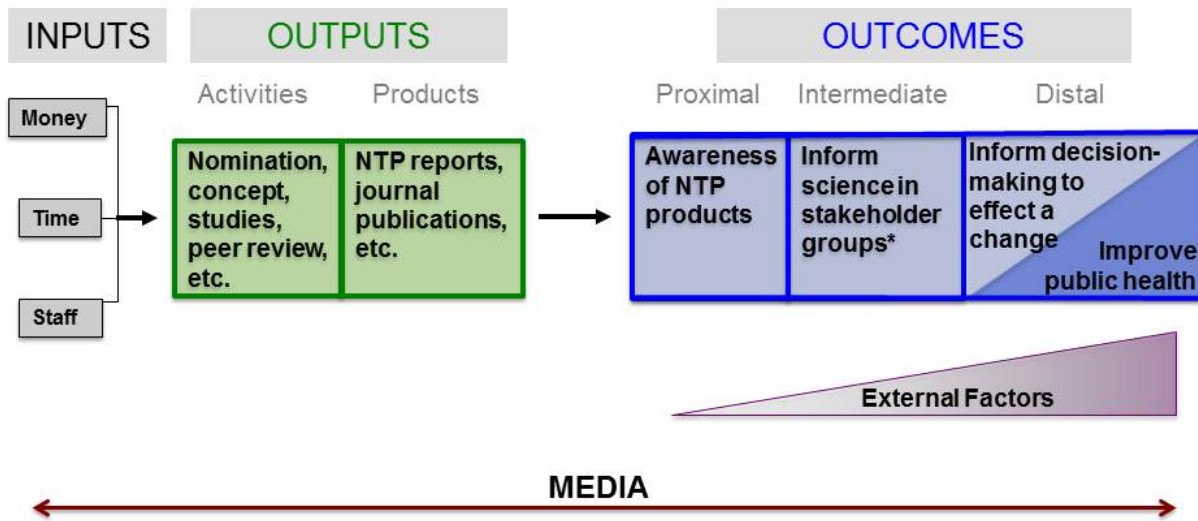 INPUTS
OUTPUTS
OUTCOMES
Activities
Products
Proximal
Intermediate
Distal
Money
Time
Staff
Nomination,
concept,
studies,
peer review,
etc.
NTP reports,
journal
publications,
etc.
Awareness
of NTP
products
Inform
science in
stakeholder
groups*
Inform decision-
making to
effect a
change
Improve
public health
External Factors
MEDIA